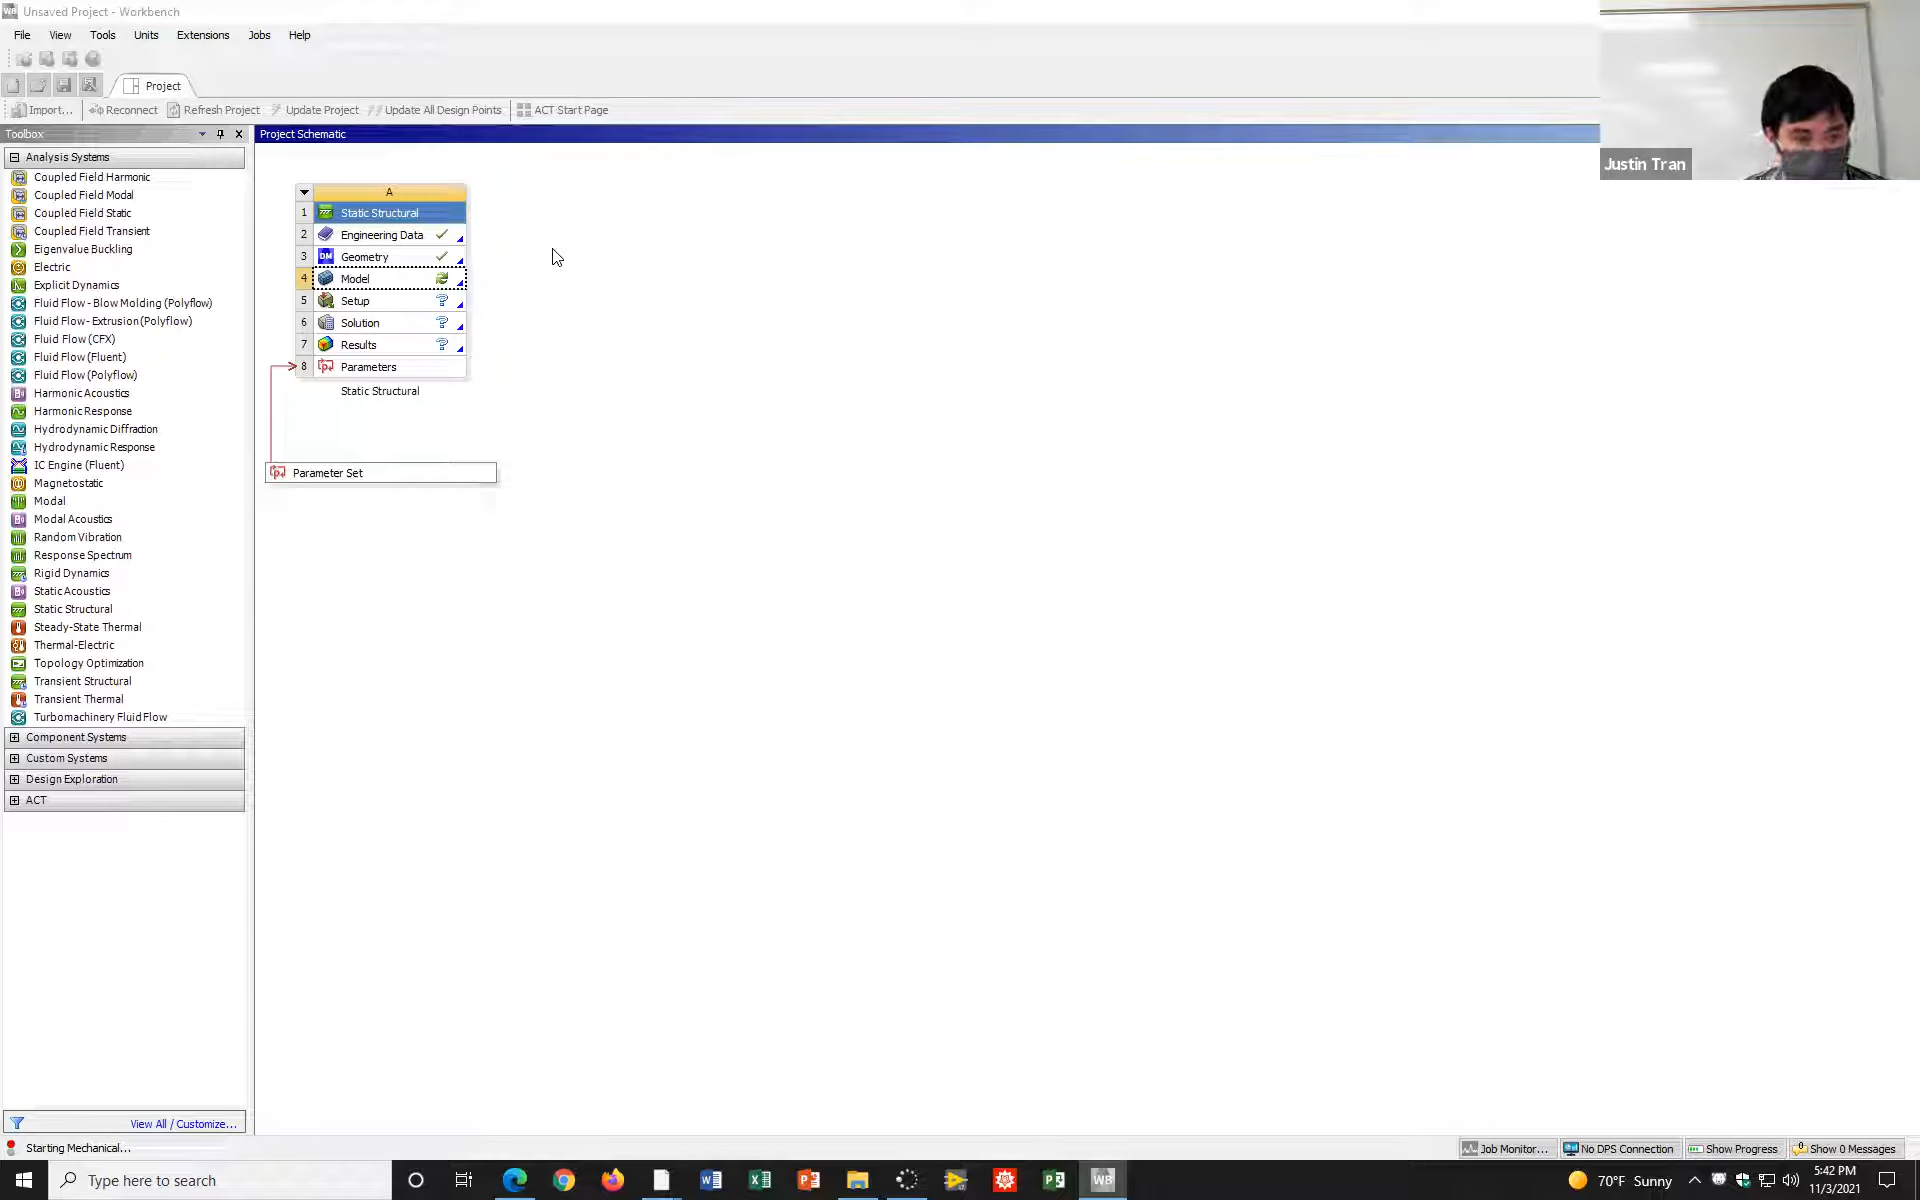 Unsaved Project - Workbench
File View Tools Units Extensions Jobs Help
Project
Import... Reconnect Refresh Project Update Project Update All Design Points ACT Start Page
Toolbox
Project Schematic
Justin Tran
Analysis Systems
Coupled Field Harmonic
Coupled Field Modal
Coupled Field Static
Coupled Field Transient
Eigenvalue Buckling
Electric
Explicit Dynamics
Fluid Flow - Blow Molding (Polyflow)
Fluid Flow - Extrusion (Polyflow)
Fluid Flow (CFX)
Fluid Flow (Fluent)
Fluid Flow (Polyflow)
Harmonic Acoustics
Harmonic Response
Hydrodynamic Diffraction
Hydrodynamic Response
IC Engine (Fluent)
Magnetostatic
Modal
Modal Acoustics
Random Vibration
Response Spectrum
Rigid Dynamics
Static Acoustics
Static Structural
Steady-State Thermal
Thermal-Electric
Topology Optimization
Transient Structural
Transient Thermal
Turbomachinery Fluid Flow
Component Systems
Custom Systems
Design Exploration
ACT
View All / Customize...
A
1 Static Structural
2 Engineering Data
3 DM Geometry
4 Model
5 Setup
6 Solution
7 Results
8 Parameters
Static Structural
Parameter Set
Starting Mechanical...
Job Monitor... No DPS Connection Show Progress Show 0 Messages
Type here to search
WB
70°F Sunny
5:42 PM
11/3/2021